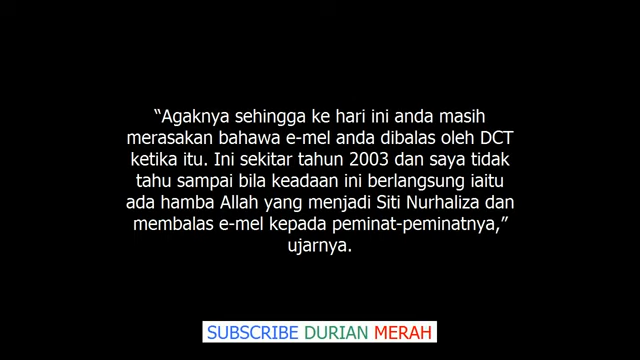 “Agaknya sehingga ke hari ini anda masih
merasakan bahawa e-mel anda dibalas oleh DCT
ketika itu. Ini sekitar tahun 2003 dan saya tidak
tahu sampai bila keadaan ini berlangsung iaitu
ada hamba Allah yang menjadi Siti Nurhaliza dan
membalas e-mel kepada peminat-peminatnya,”
ujarnya.
SUBSCRIBE DURIAN MERAH